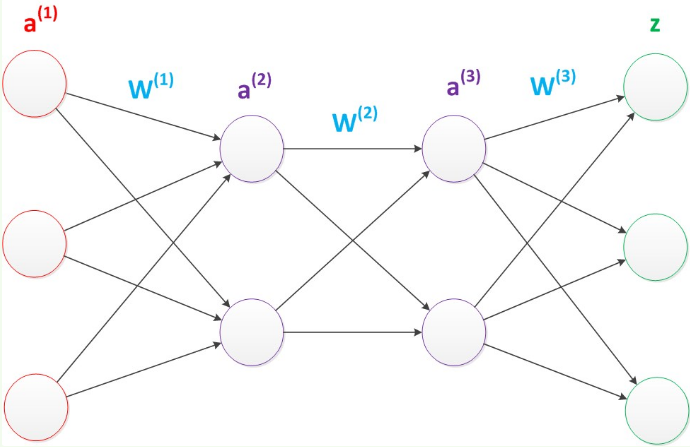 a(1)
W(1)
a(2)
W(2)
a(3)
W(3)
z